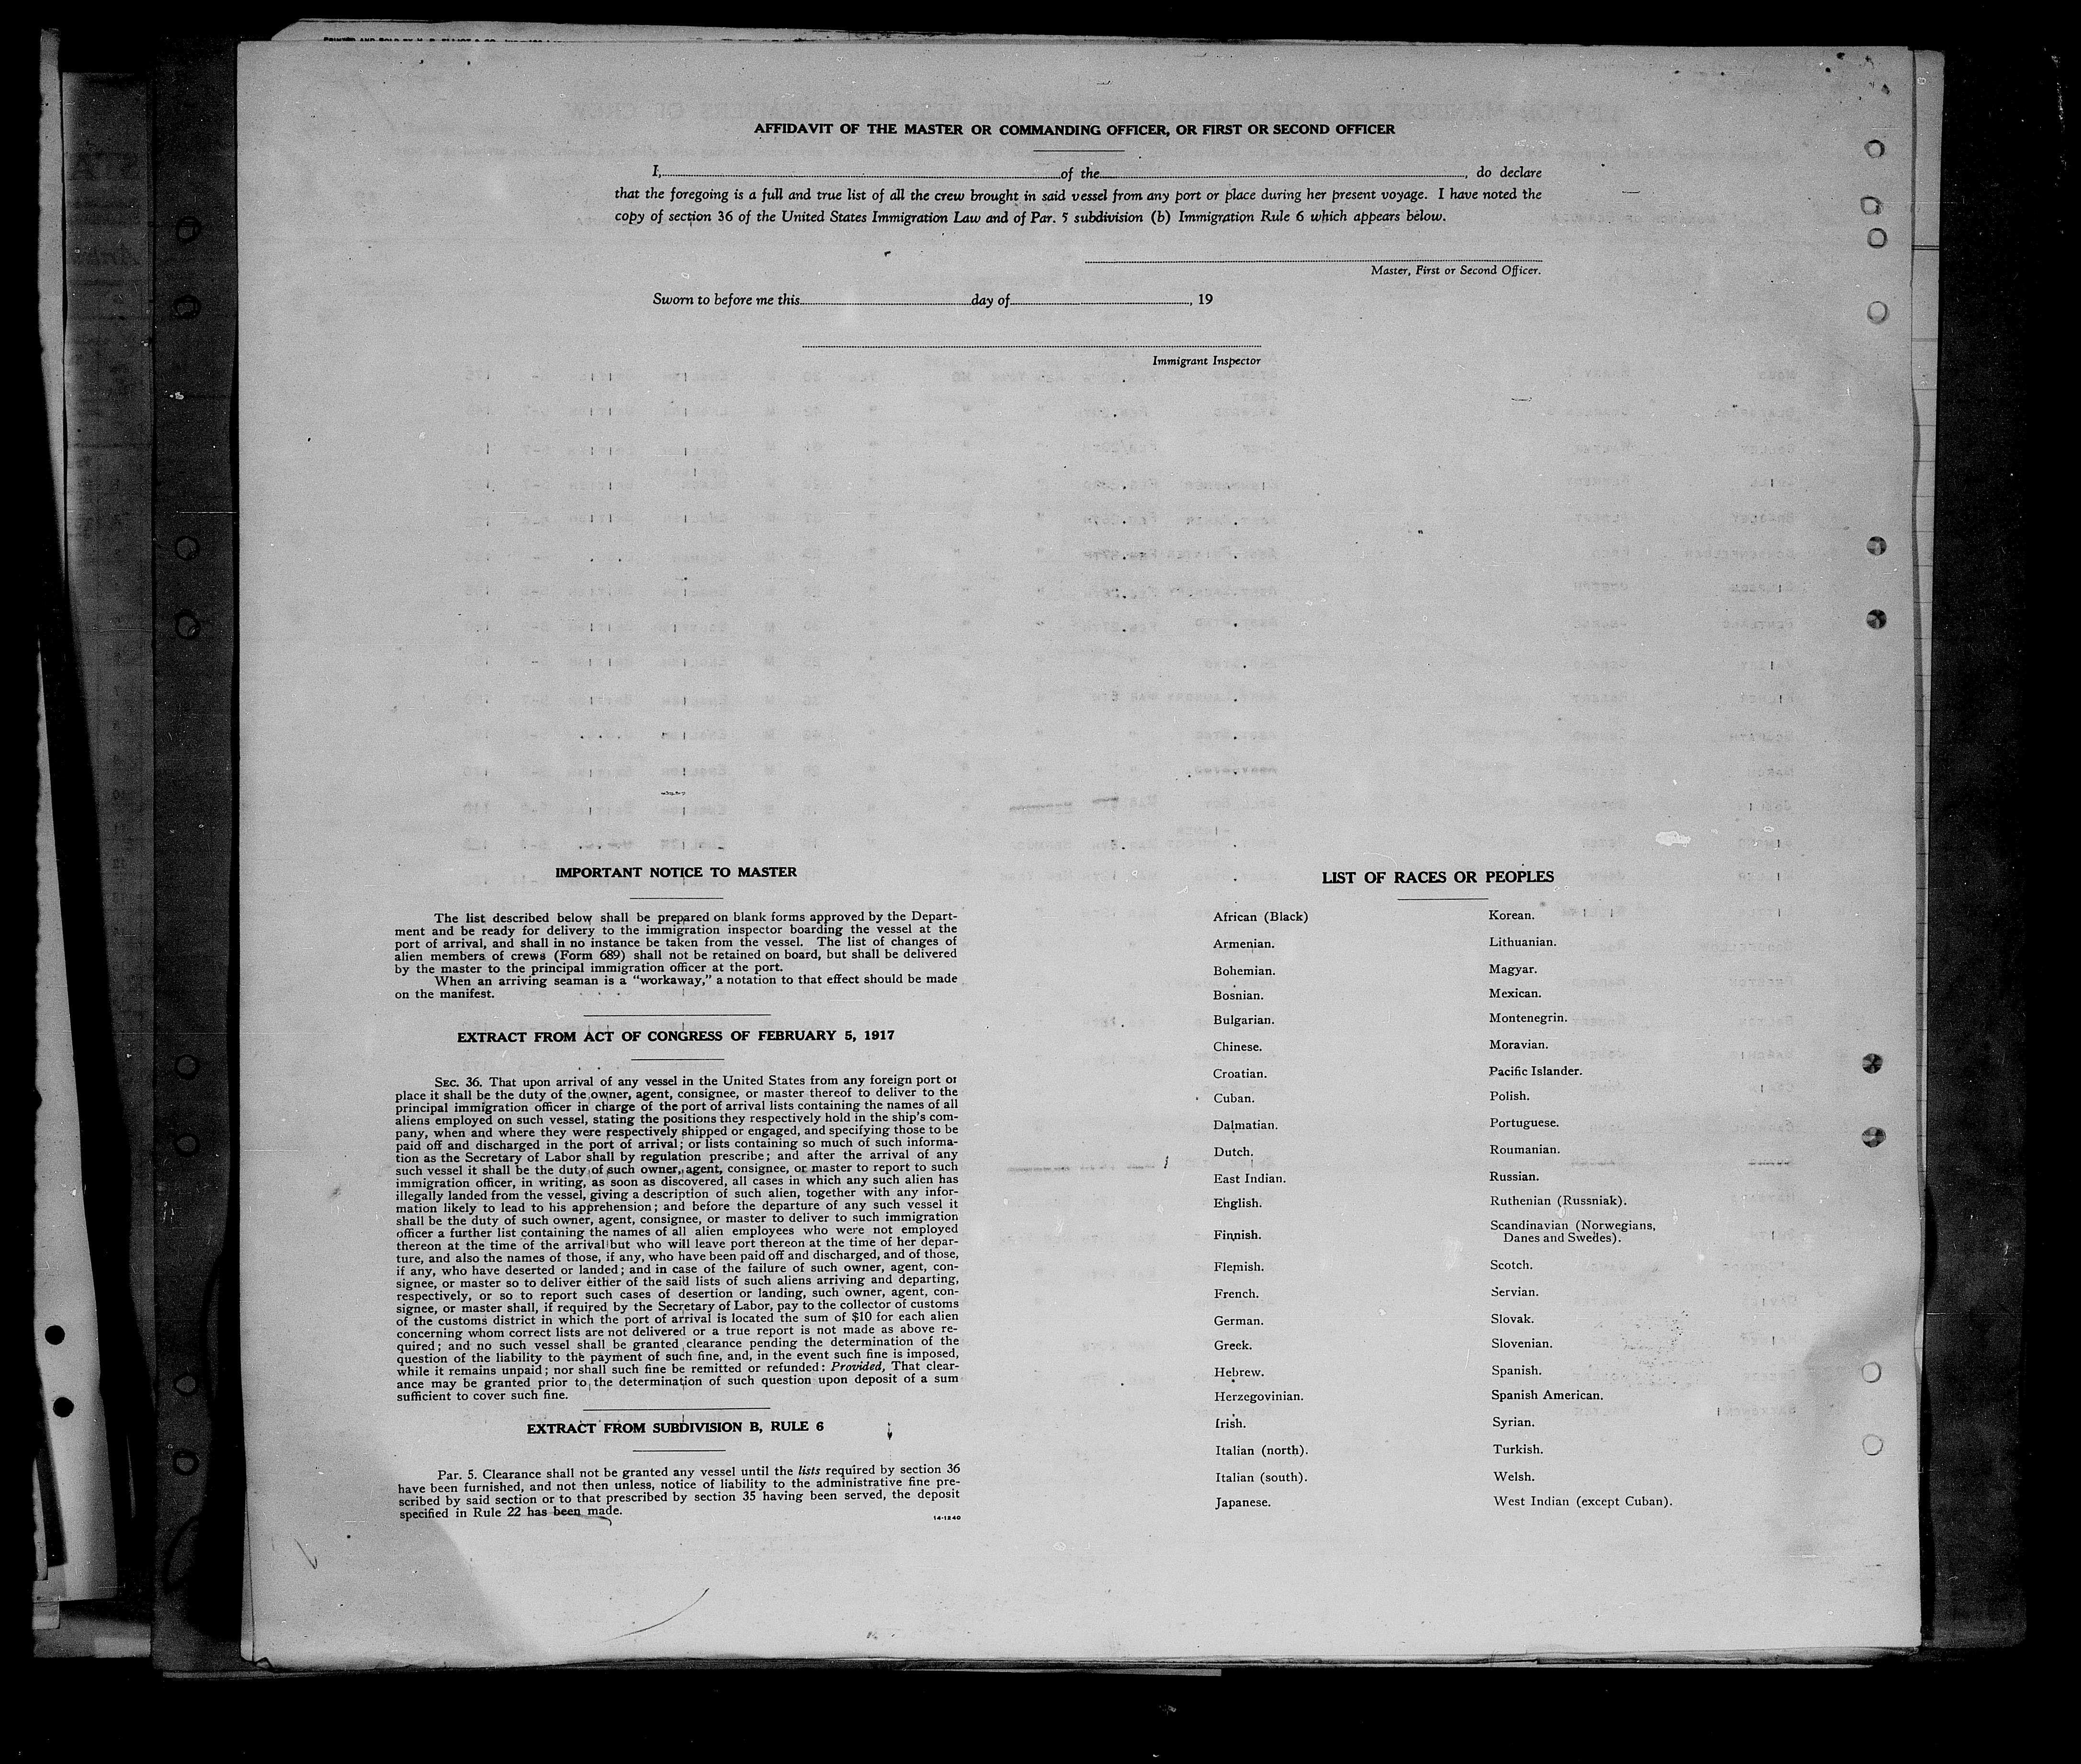 AFFIDAVIT OF THE MASTER OR COMMANDING OFFICER, OR FIRST OR SECOND OFFICER
I, of the , do declare
that the foregoing is a full and true list of all the crew brought in said vessel from any port or place during her present voyage. I have noted the
copy of section 36 of the United States Immigration Law and of Par. 5 subdivision (b) Immigration Rule 6 which appears below.
Master, First or Second Officer.
Sworn to before me this day of , 19
Immigrant Inspector
IMPORTANT NOTICE TO MASTER
The list described below shall be prepared on blank forms approved by the Depart-
ment and be ready for delivery to the immigration inspector boarding the vessel at the
port of arrival, and shall in no instance be taken from the vessel. The list of changes of
alien members of crews (Form 689) shall not be retained on board, but shall be delivered
by the master to the principal immigration officer at the port.
When an arriving seaman is a “workaway,” a notation to that effect should be made
on the manifest.
EXTRACT FROM ACT OF CONGRESS OF FEBRUARY 5, 1917
SEC. 36. That upon arrival of any vessel in the United States from any foreign port or
place it shall be the duty of the owner, agent, consignee, or master thereof to deliver to the
principal immigration officer in charge of the port of arrival lists containing the names of all
aliens employed on such vessel, stating the positions they respectively hold in the ship's com-
pany, when and where they were respectively shipped or engaged, and specifying those to be
paid off and discharged in the port of arrival; or lists containing so much of such informa-
tion as the Secretary of Labor shall by regulation prescribe; and after the arrival of any
such vessel it shall be the duty of such owner, agent, consignee, or master to report to such
immigration officer, in writing, as soon as discovered, all cases in which any such alien has
illegally landed from the vessel, giving a description of such alien, together with any infor-
mation likely to lead to his apprehension; and before the departure of any such vessel it
shall be the duty of such owner, agent, consignee, or master to deliver to such immigration
officer a further list containing the names of all alien employees who were not employed
thereon at the time of the arrival but who will leave port thereon at the time of her depar-
ture, and also the names of those, if any, who have been paid off and discharged, and of those,
if any, who have deserted or landed; and in case of the failure of such owner, agent, con-
signee, or master so to deliver either of the said lists of such aliens arriving and departing,
respectively, or so to report such cases of desertion or landing, such owner, agent, con-
signee, or master shall, if required by the Secretary of Labor, pay to the collector of customs
of the customs district in which the port of arrival is located the sum of $10 for each alien
concerning whom correct lists are not delivered or a true report is not made as above re-
quired; and no such vessel shall be granted clearance pending the determination of the
question of the liability to the payment of such fine, and, in the event such fine is imposed,
while it remains unpaid; nor shall such fine be remitted or refunded: Provided, That clear-
ance may be granted prior to the determination of such question upon deposit of a sum
sufficient to cover such fine.
EXTRACT FROM SUBDIVISION B, RULE 6
Par. 5. Clearance shall not be granted any vessel until the lists required by section 36
have been furnished, and not then unless, notice of liability to the administrative fine pre-
scribed by said section or to that prescribed by section 35 having been served, the deposit
specified in Rule 22 has been made.
14-1240
LIST OF RACES OR PEOPLES
African (Black)
Armenian.
Bohemian.
Bosnian.
Bulgarian.
Chinese.
Croatian.
Cuban.
Dalmatian.
Dutch.
East Indian.
English.
Finnish.
Flemish.
French.
German.
Greek.
Hebrew.
Herzegovinian.
Irish.
Italian (north).
Italian (south).
Japanese.
Korean.
Lithuanian.
Magyar.
Mexican.
Montenegrin.
Moravian.
Pacific Islander.
Polish.
Portuguese.
Roumanian.
Russian.
Ruthenian (Russniak).
Scandinavian (Norwegians,
Danes and Swedes).
Scotch.
Servian.
Slovak.
Slovenian.
Spanish.
Spanish American.
Syrian.
Turkish.
Welsh.
West Indian (except Cuban).